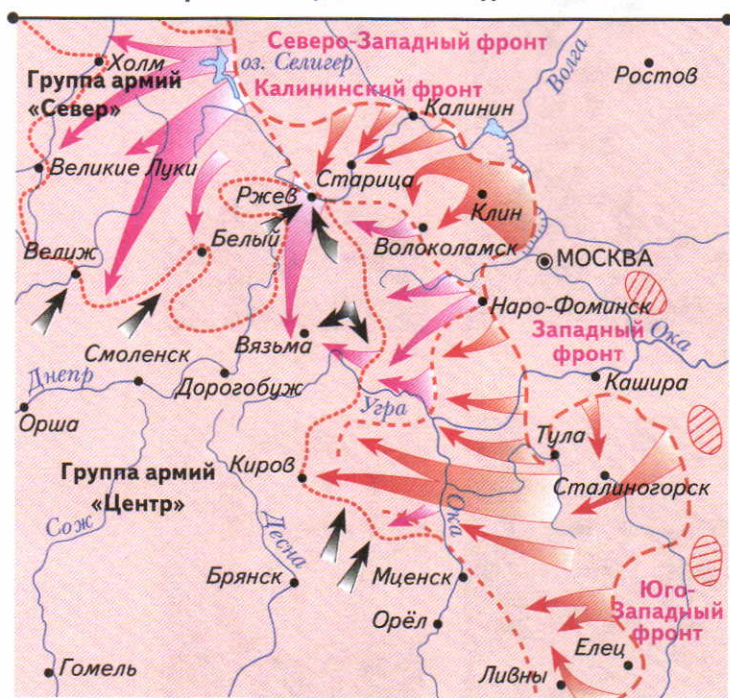 Северо-Западный фронт
Холм
оз. Селигер
Группа армий
«Север»
Калининский фронт
Волга
Ростов
Калинин
Великие Луки
Старица
Ржев
Клин
Белый
Волоколамск
Велиж
МОСКВА
Наро-Фоминск
Западный
фронт
Ока
Смоленск
Вязьма
Днепр
Дорогобуж
Кашира
Орша
Угра
Тула
Группа армий
«Центр»
Киров
Сталиногорск
Сож
Десна
Ока
Брянск
Мценск
Юго-
Западный
фронт
Орёл
Елец
Гомель
Ливны